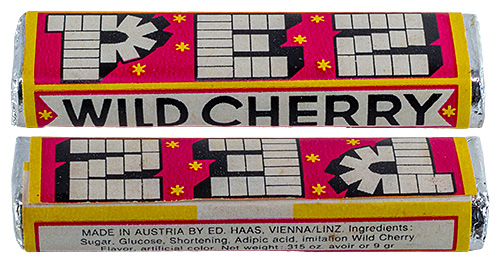 PEZ
WILD CHERRY
PEZ
MADE IN AUSTRIA BY ED. HAAS, VIENNA/LINZ. Ingredients:
Sugar, Glucose, Shortening, Adipic acid, imitation Wild Cherry
Flavor, artificial color. Net weight: .315 oz. avoir or 9 gr